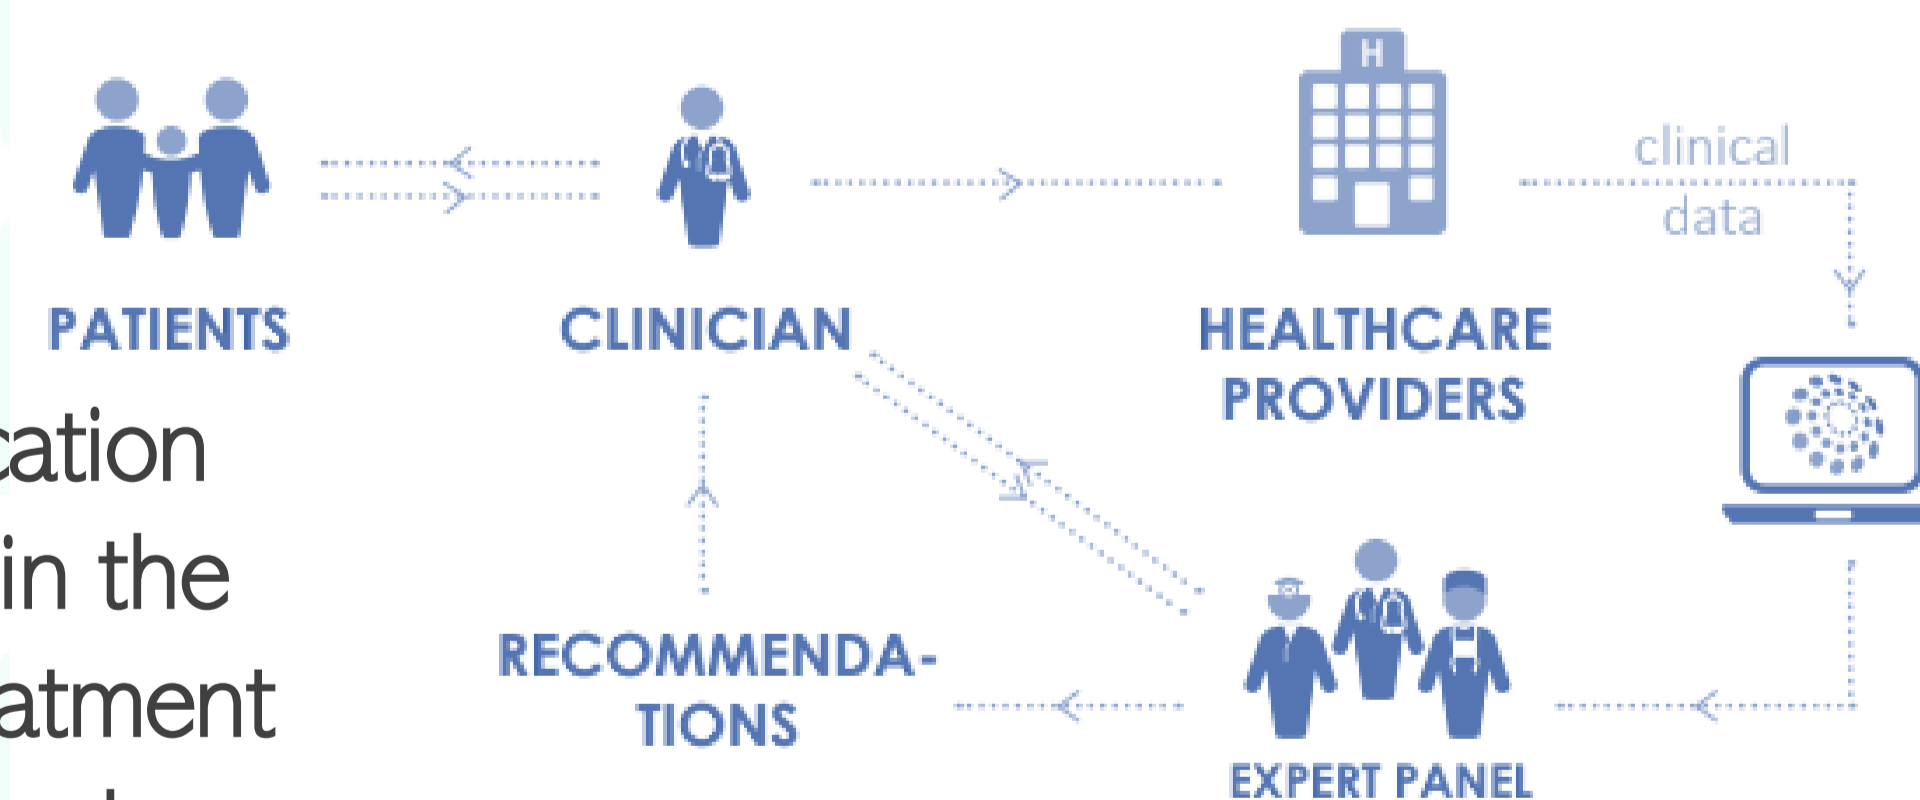 H
clinical
data
PATIENTS
CLINICIAN
HEALTHCARE
PROVIDERS
cation
in the
atment
RECOMMENDA-
TIONS
EXPERT PANEL